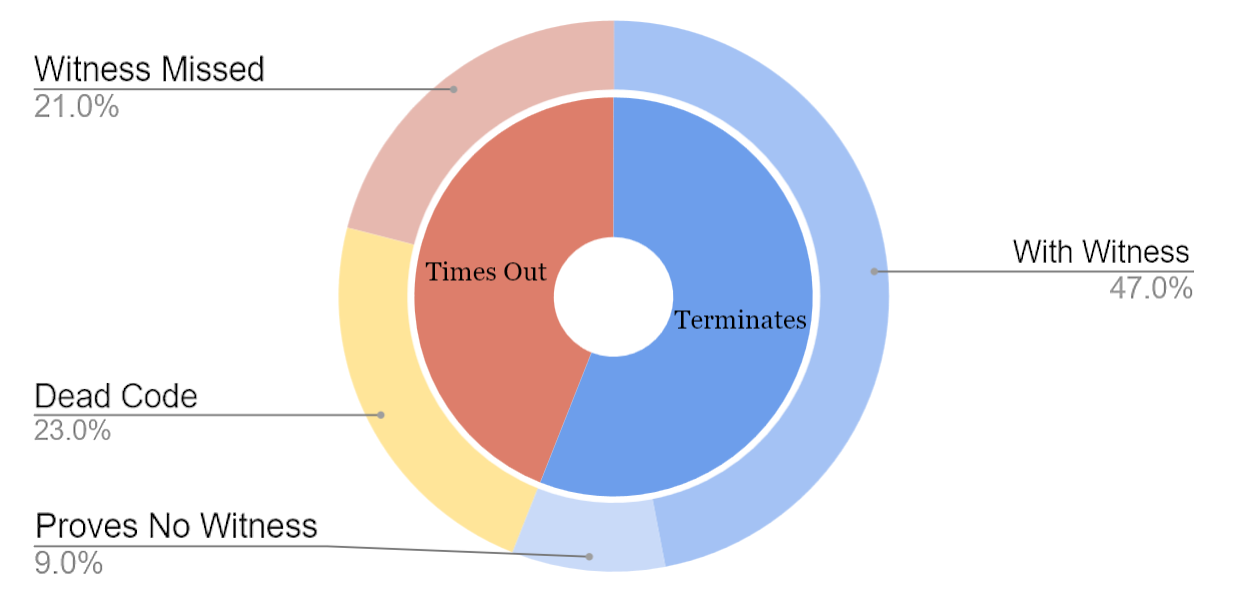 Witness Missed
21.0%
With Witness
47.0%
Times Out
Terminates
Dead Code
23.0%
Proves No Witness
9.0%